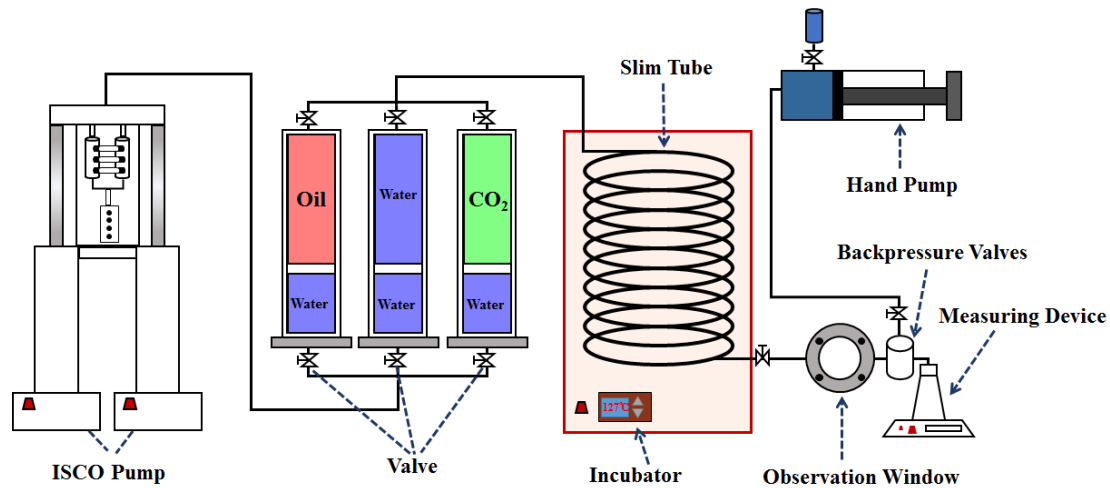 Slim Tube
Hand Pump
Oil
Water
CO₂
Water
Water
Water
Backpressure Valves
Measuring Device
127℃
ISCO Pump
Valve
Incubator
Observation Window